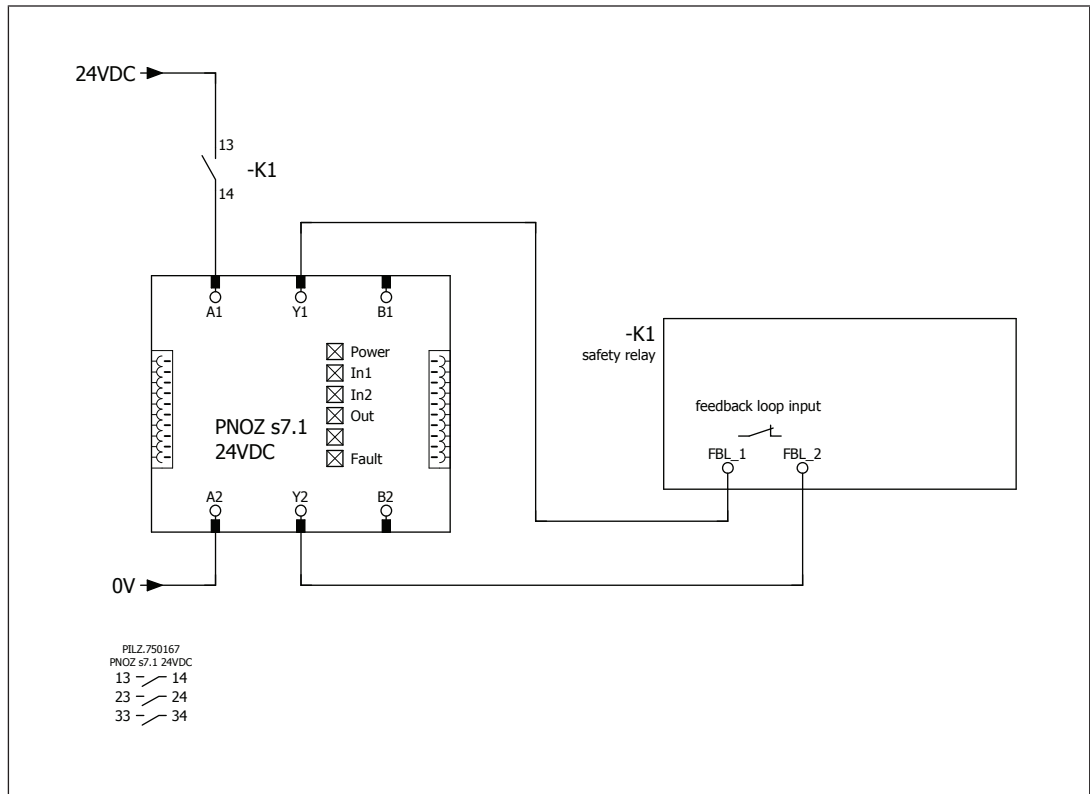 24VDC
13
-K1
14
A1 Y1 B1
Power
In1
In2
Out
Fault
PNOZ s7.1
24VDC
A2 Y2 B2
0V
-K1
safety relay
feedback loop input
FBL_1 FBL_2
PILZ.750167
PNOZ s7.1 24VDC
13 14
23 24
33 34